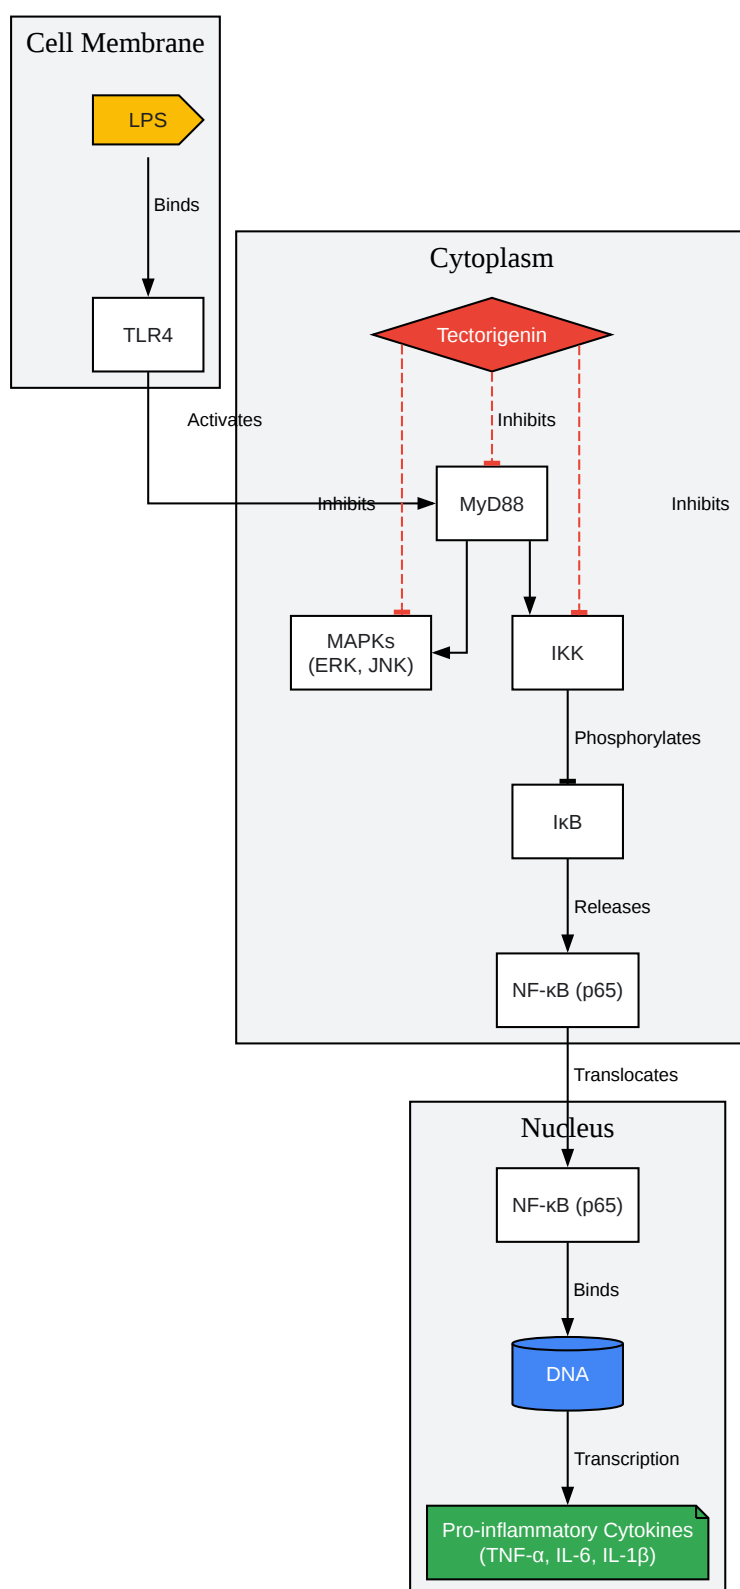 Cell Membrane
LPS
Binds
TLR4
Cytoplasm
Tectorigenin
Activates
Inhibits
Inhibits
MyD88
Inhibits
MAPKs
(ERK, JNK)
IKK
Phosphorylates
IκB
Releases
NF-κB (p65)
Translocates
Nucleus
NF-κB (p65)
Binds
DNA
Transcription
Pro-inflammatory Cytokines
(TNF-α, IL-6, IL-1β)